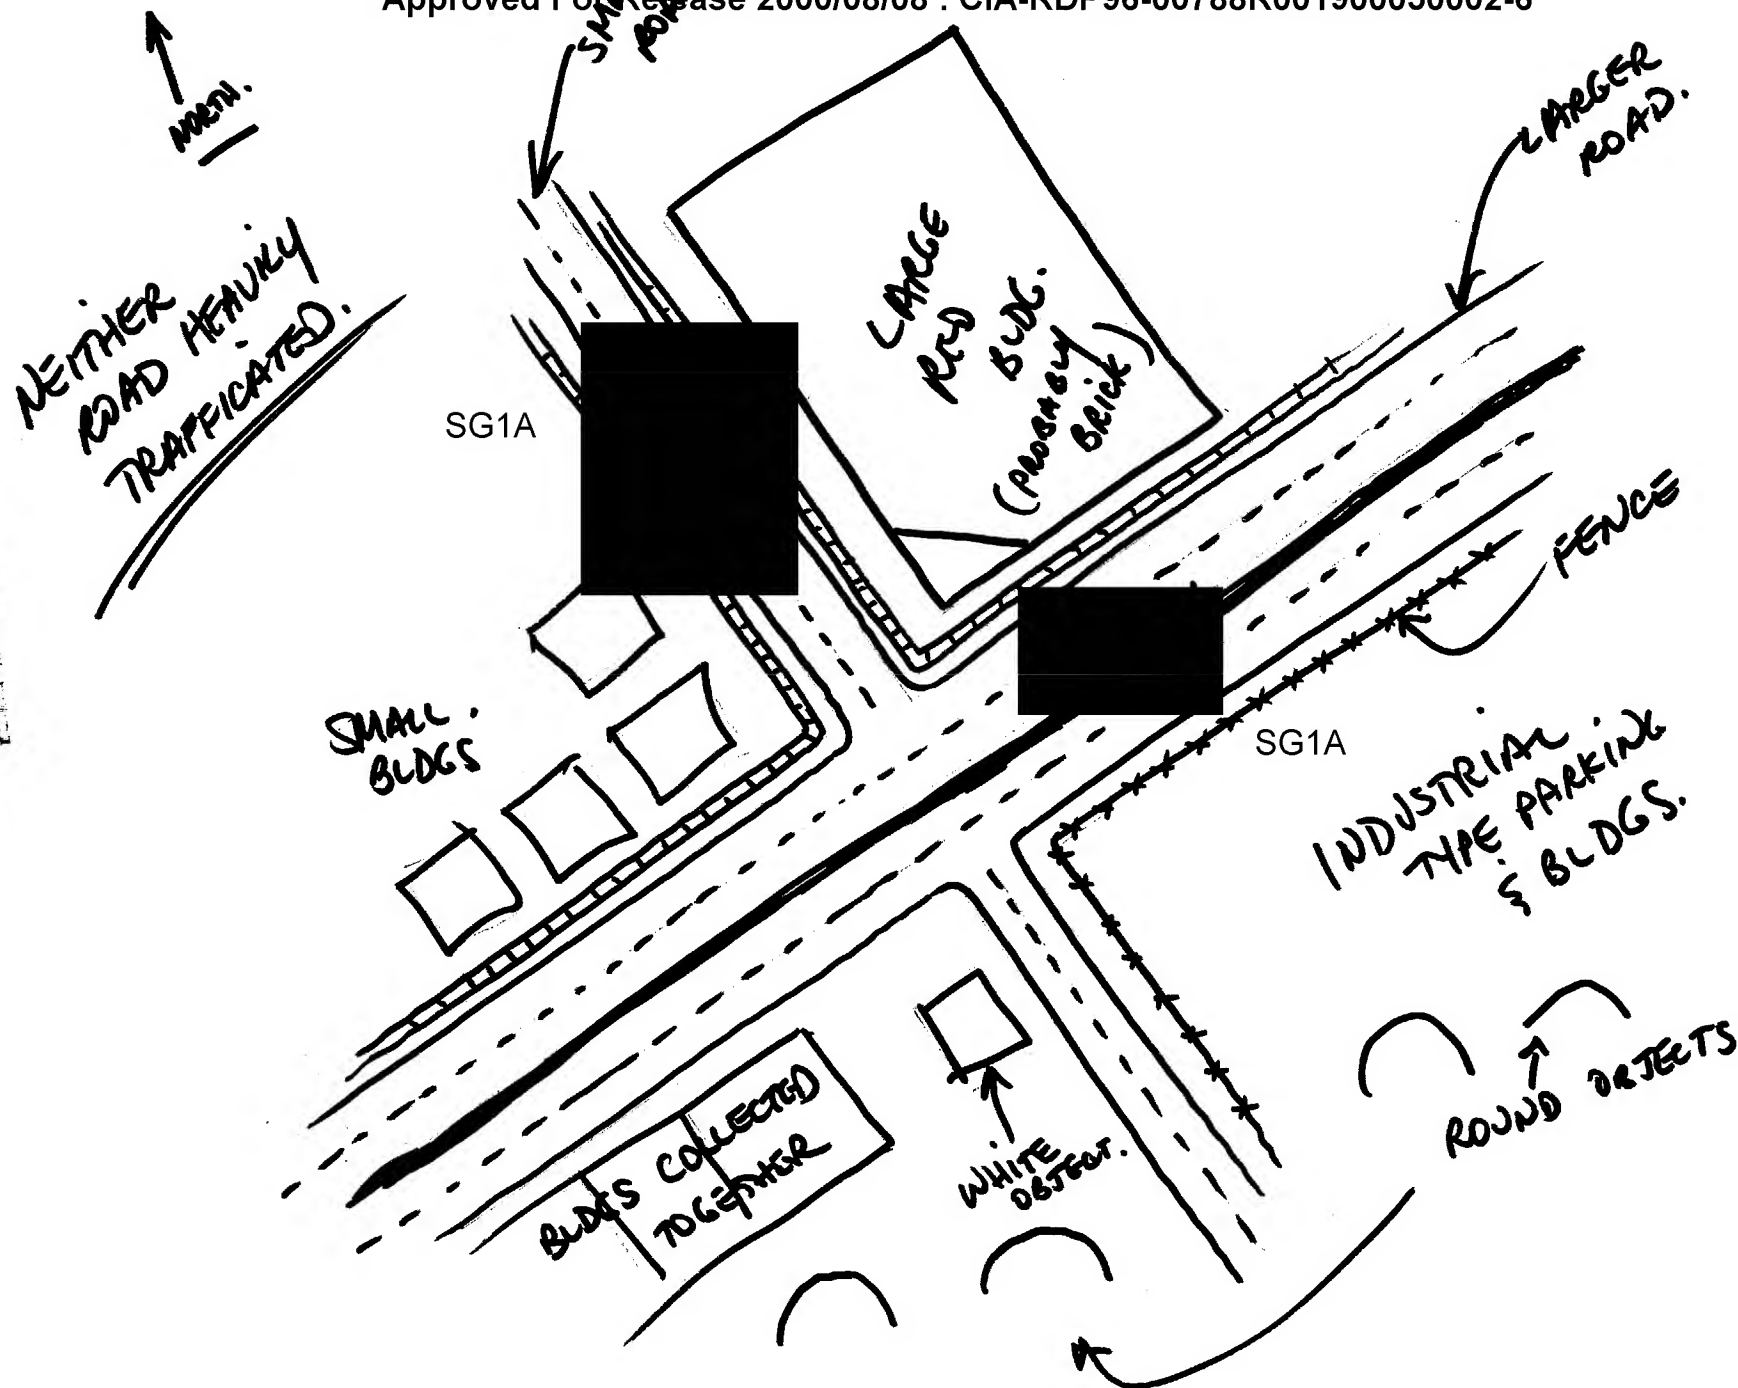 Approved For Release 2000/08/08 : CIA-RDP96-00788R001900050002-6
NORTH.
LARGER
ROAD.
NEITHER
ROAD HEAVILY
TRAFFICATED.
LARGE
RED
BLDG.
(PROBABLY
BRICK)
SG1A
FENCE
SMALL.
BLDGS
SG1A
INDUSTRIAL
TYPE PARKING
& BLDGS.
ROUND OBJECTS
WHITE
OBJECT.
BLDGS COLLECTED
TOGETHER